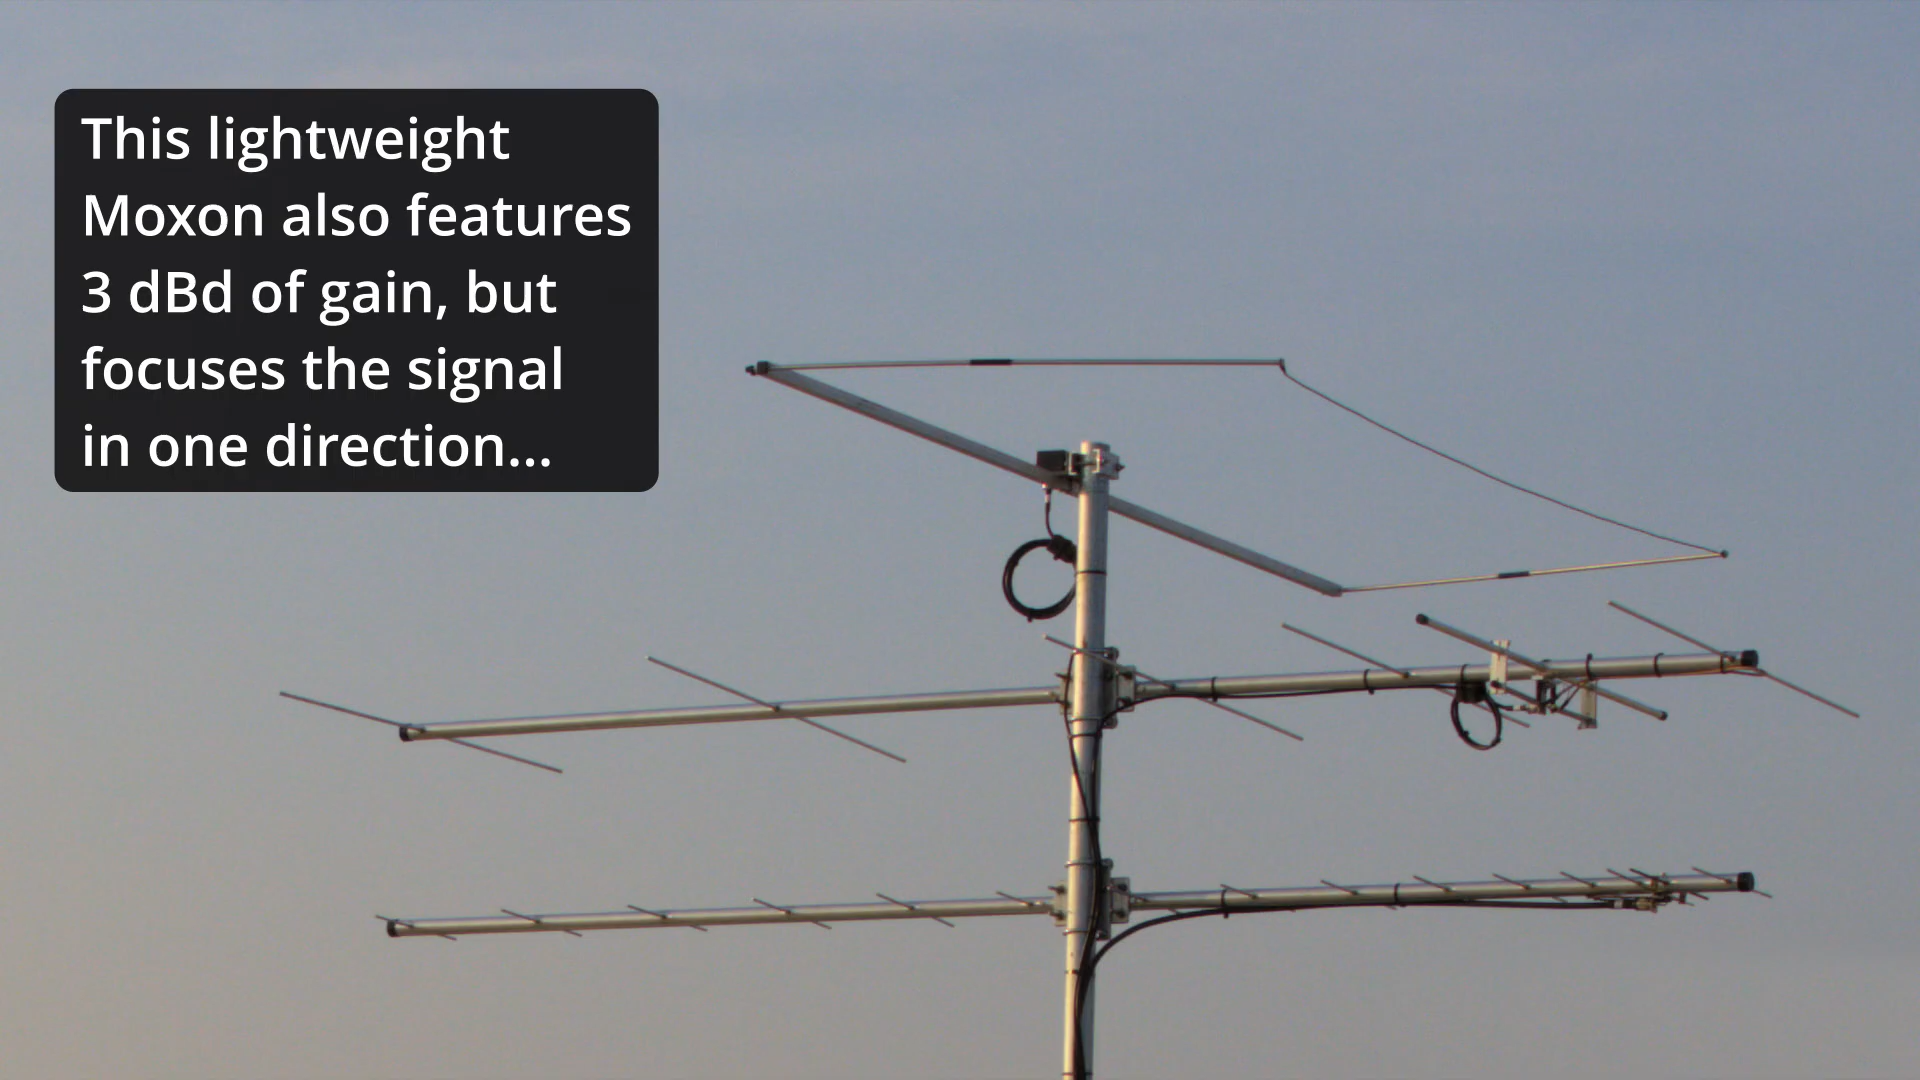 This lightweight
Moxon also features
3 dBd of gain, but
focuses the signal
in one direction...